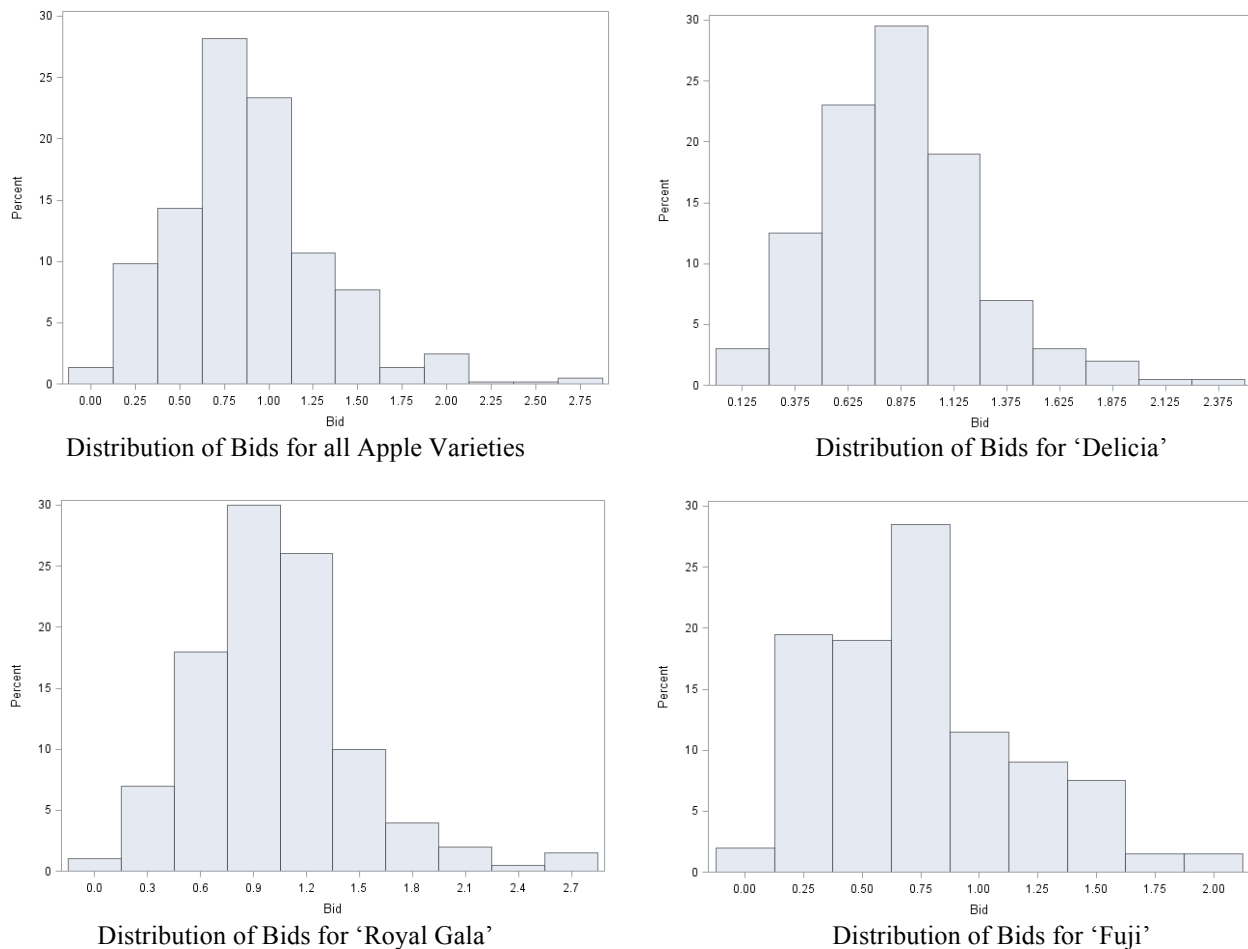 30
25
20
15
10
5
0
Percent
0.00 0.25 0.50 0.75 1.00 1.25 1.50 1.75 2.00 2.25 2.50 2.75
Bid
Distribution of Bids for all Apple Varieties
30
25
20
15
10
5
0
Percent
0.125 0.375 0.625 0.875 1.125 1.375 1.625 1.875 2.125 2.375
Bid
Distribution of Bids for ‘Delicia’
30
25
20
15
10
5
0
Percent
0.0 0.3 0.6 0.9 1.2 1.5 1.8 2.1 2.4 2.7
Bid
Distribution of Bids for ‘Royal Gala’
30
25
20
15
10
5
0
Percent
0.00 0.25 0.50 0.75 1.00 1.25 1.50 1.75 2.00
Bid
Distribution of Bids for ‘Fuji’